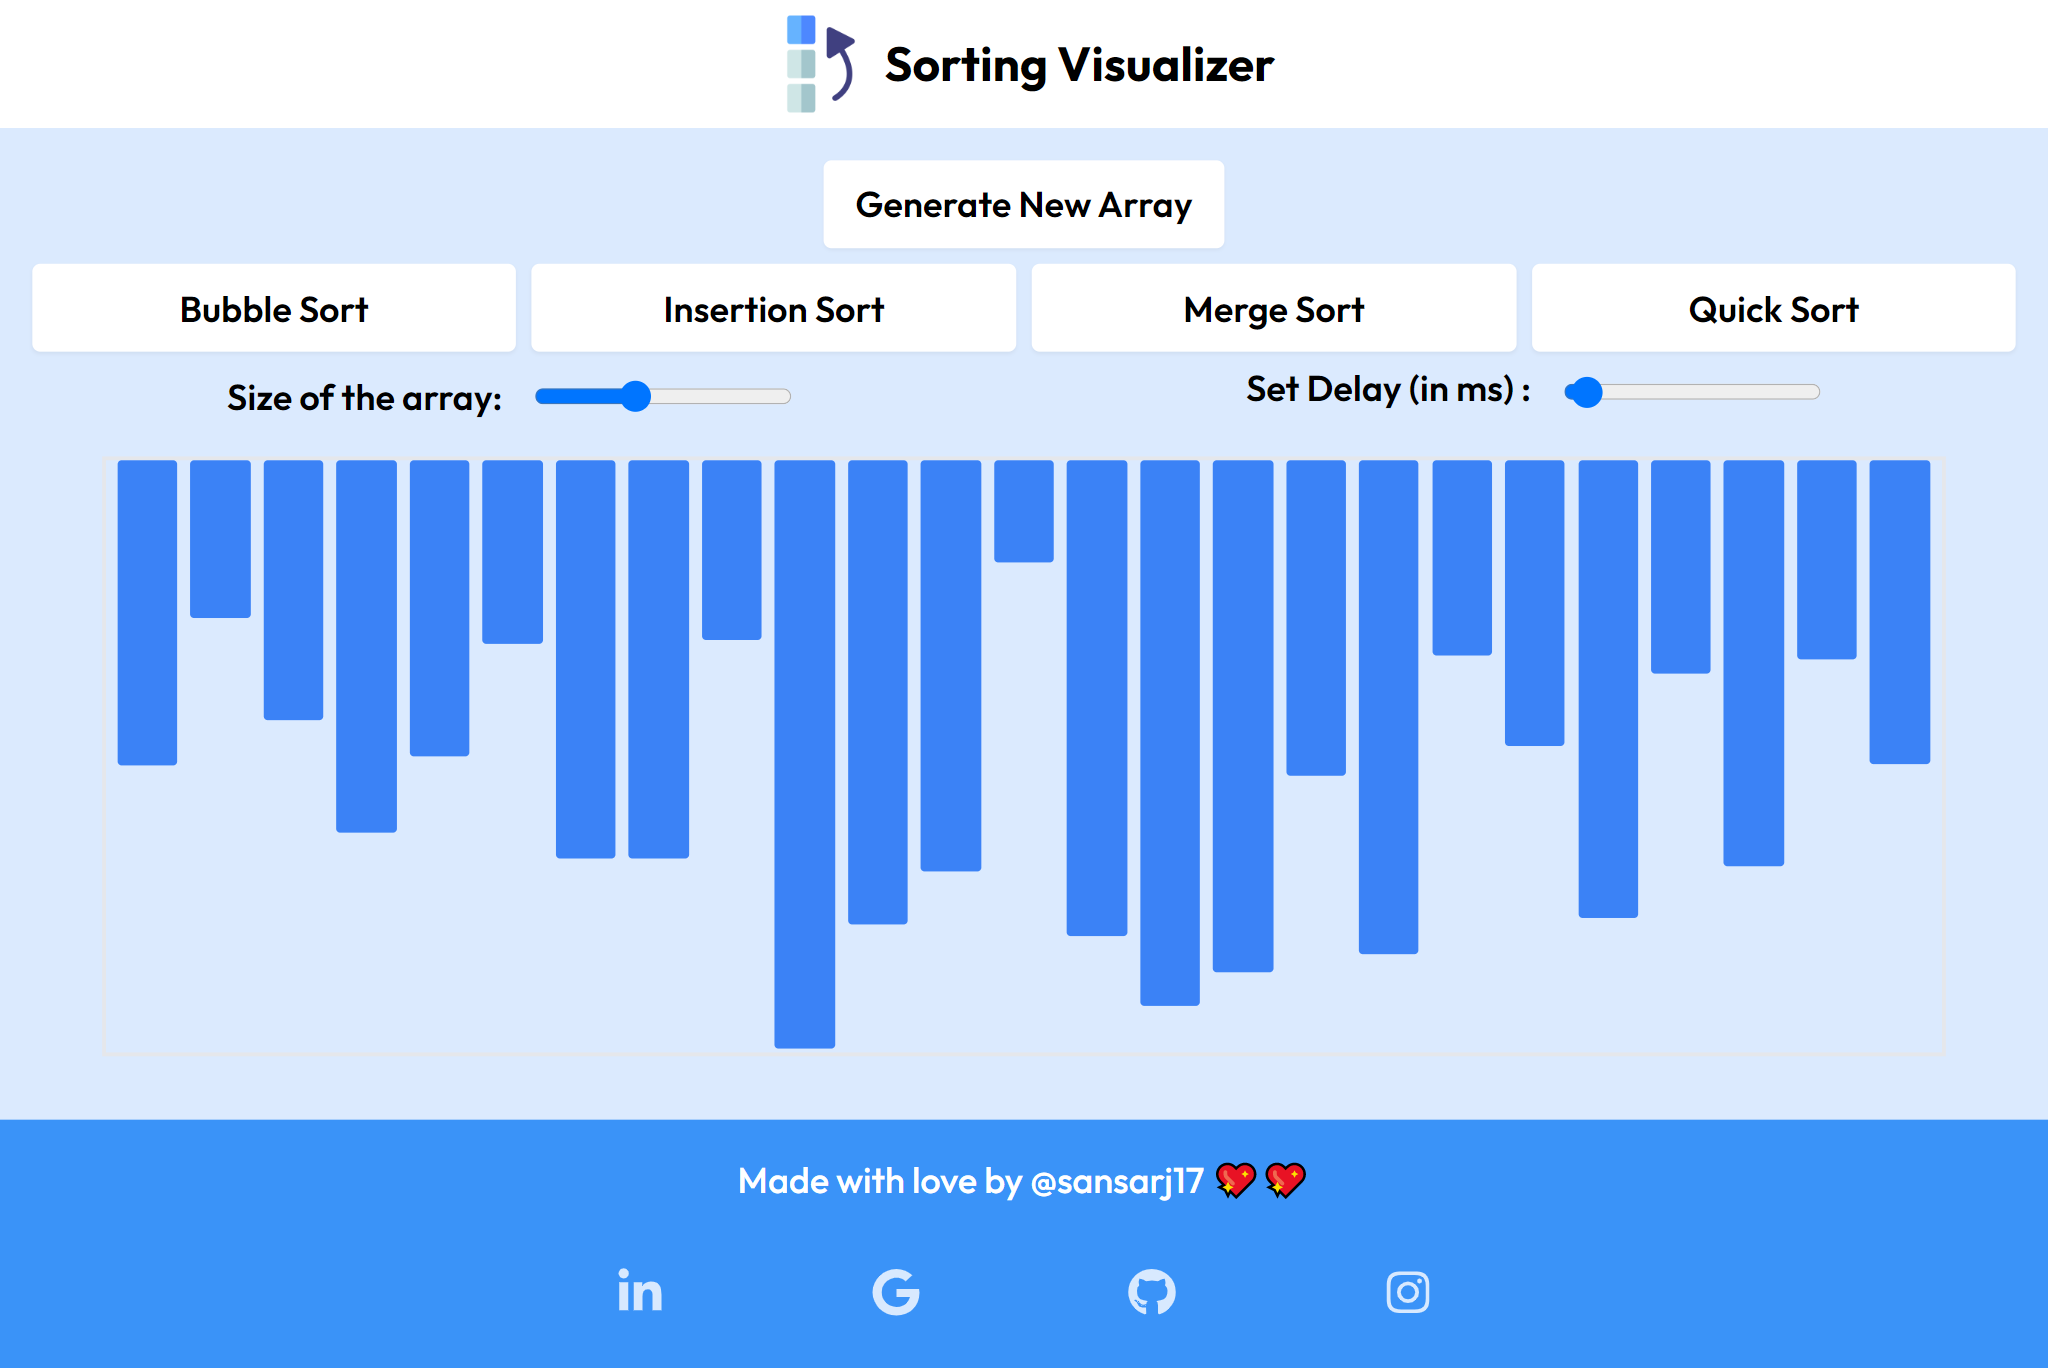 Sorting Visualizer
Generate New Array
Bubble Sort
Insertion Sort
Merge Sort
Quick Sort
Size of the array:
Set Delay (in ms) :
Made with love by @sansarj17 💖💖